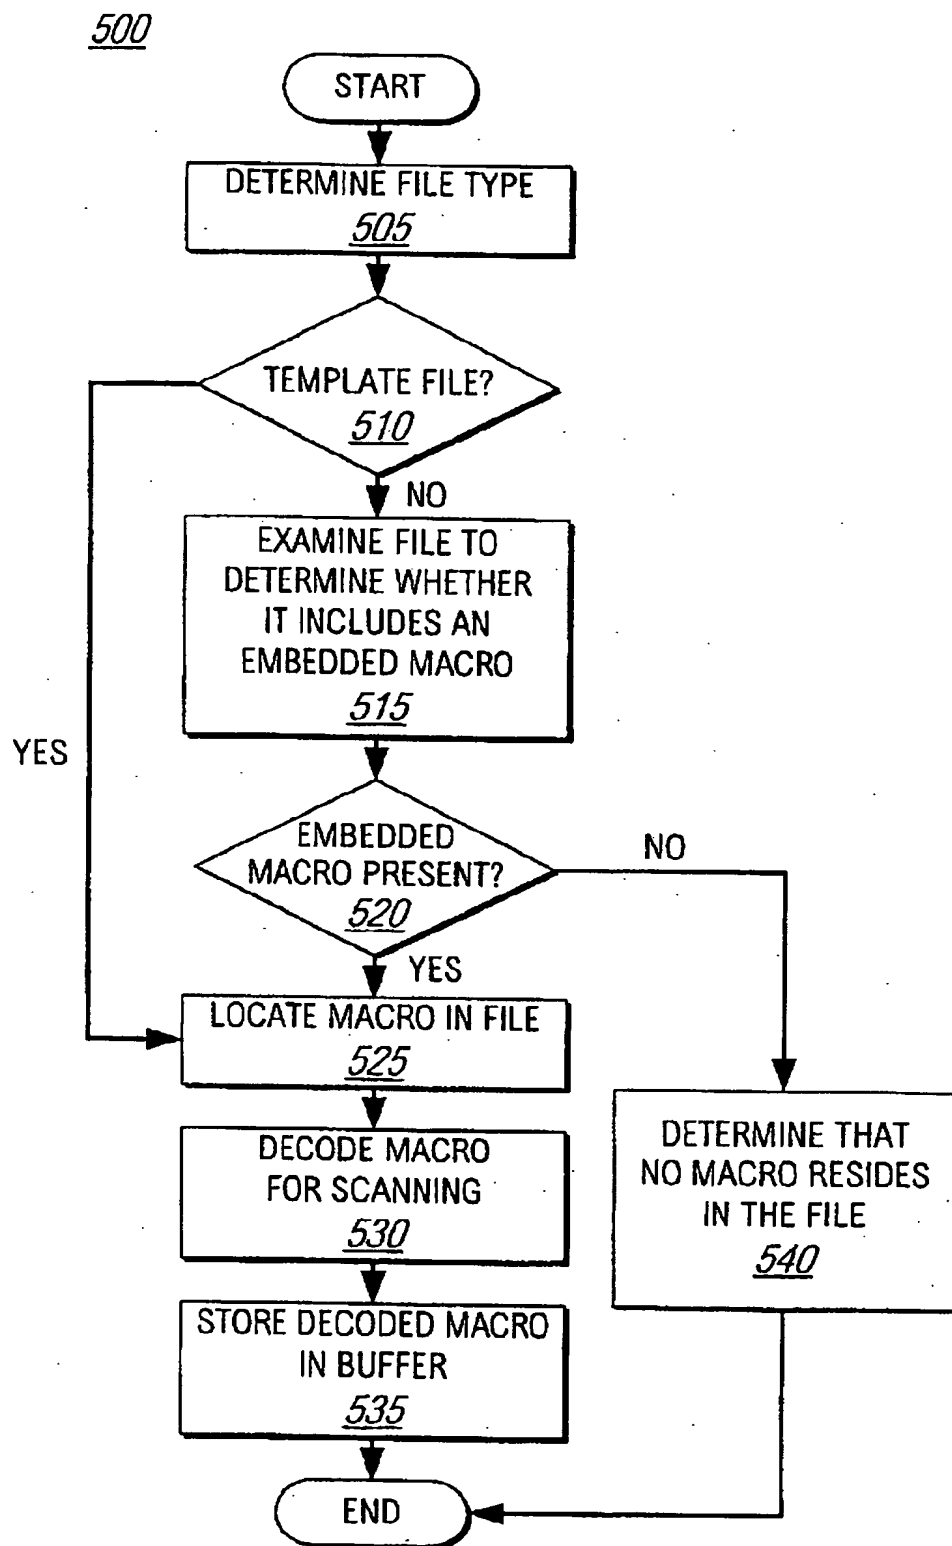 500
START
DETERMINE FILE TYPE
505
TEMPLATE FILE?
510
NO
EXAMINE FILE TO
DETERMINE WHETHER
IT INCLUDES AN
EMBEDDED MACRO
515
YES
EMBEDDED
MACRO PRESENT?
520
NO
YES
LOCATE MACRO IN FILE
525
DECODE MACRO
FOR SCANNING
530
DETERMINE THAT
NO MACRO RESIDES
IN THE FILE
540
STORE DECODED MACRO
IN BUFFER
535
END